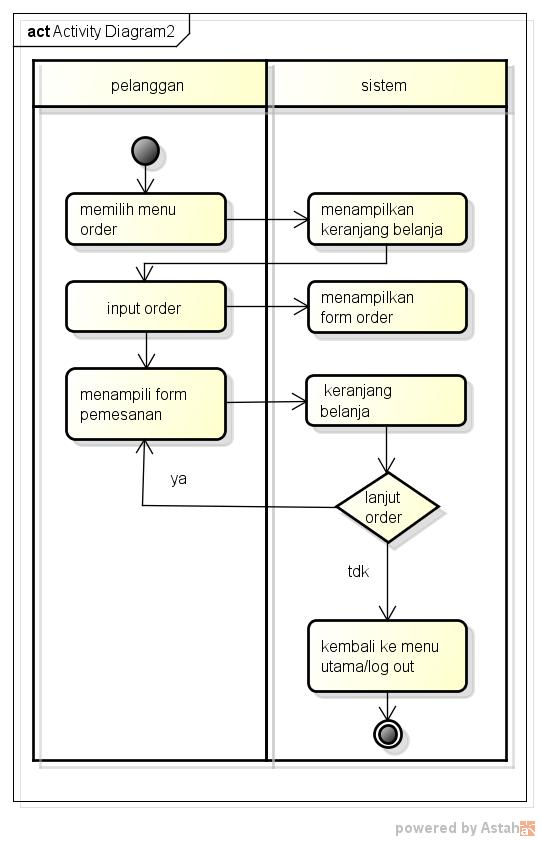 act Activity Diagram2
pelanggan
sistem
memilih menu
order
menampilkan
keranjang belanja
input order
menampilkan
form order
menampili form
pemesanan
keranjang
belanja
ya
lanjut
order
tdk
kembali ke menu
utama/log out
powered by Astah